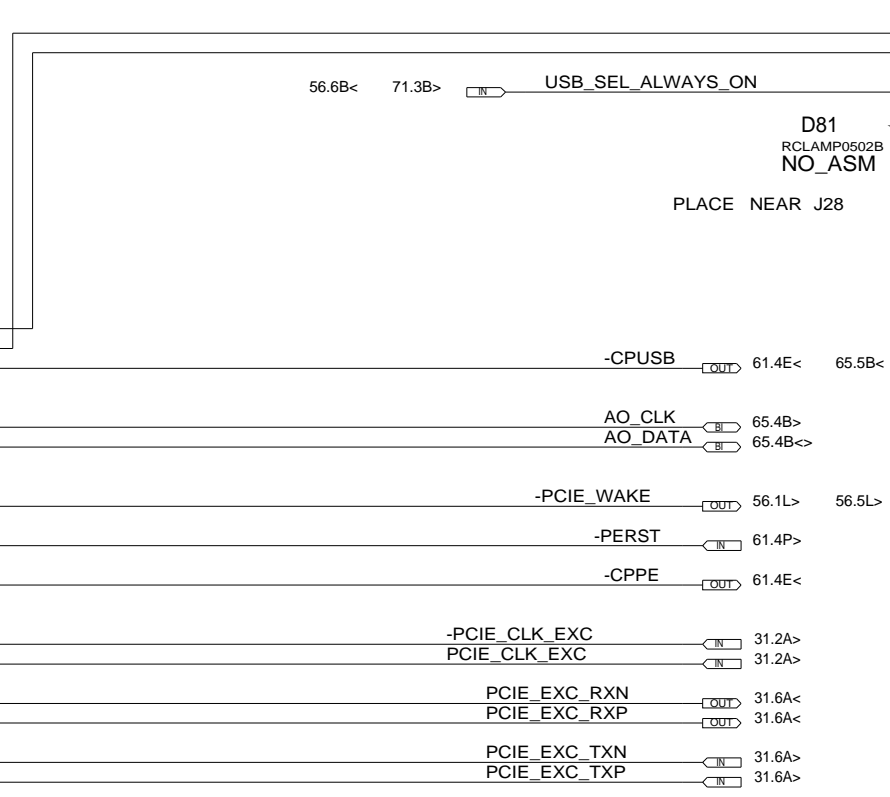 56.6B< 71.3B> IN USB_SEL_ALWAYS_ON
D81
RCLAMP0502B
NO_ASM
PLACE NEAR J28
-CPUSB OUT 61.4E< 65.5B<
AO_CLK BI 65.4B>
AO_DATA BI 65.4B<>
-PCIE_WAKE OUT 56.1L> 56.5L>
-PERST IN 61.4P>
-CPPE OUT 61.4E<
-PCIE_CLK_EXC IN 31.2A>
PCIE_CLK_EXC IN 31.2A>
PCIE_EXC_RXN OUT 31.6A<
PCIE_EXC_RXP OUT 31.6A<
PCIE_EXC_TXN IN 31.6A>
PCIE_EXC_TXP IN 31.6A>